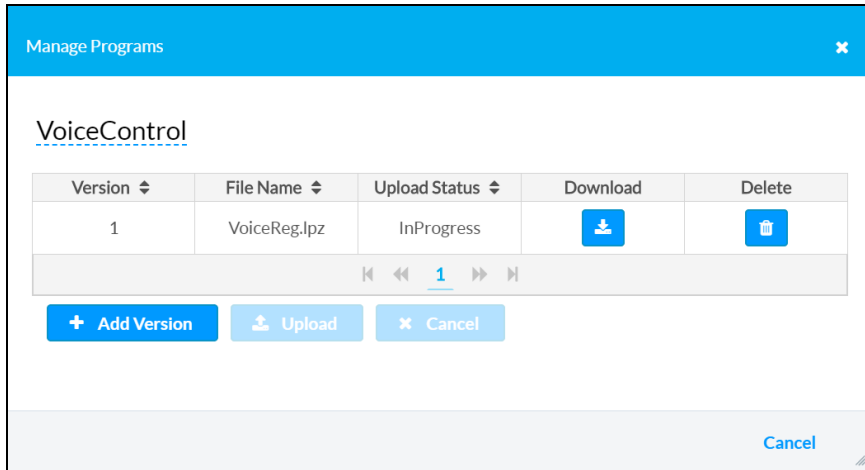 Manage Programs
VoiceControl
Version File Name Upload Status Download Delete
1 VoiceReg.lpz InProgress
1
Add Version Upload Cancel
Cancel